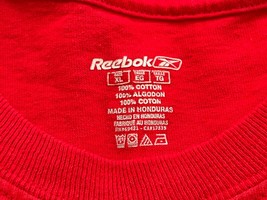 Reebok
SIZE TALLA TAILLE
XL EG TG
100% COTTON
100% ALGODON
100% COTON
MADE IN HONDURAS
HECHO EN HONDURAS
FABRIQUÉ AU HONDURAS